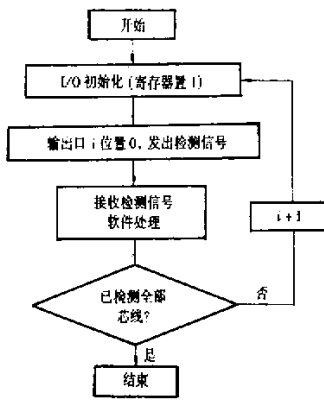 开始
I/O 初始化 (寄存器置 1)
输出口 i 位置 0, 发出检测信号
接收检测信号
软件处理
i + 1
已检测全部
芯线?
否
是
结束